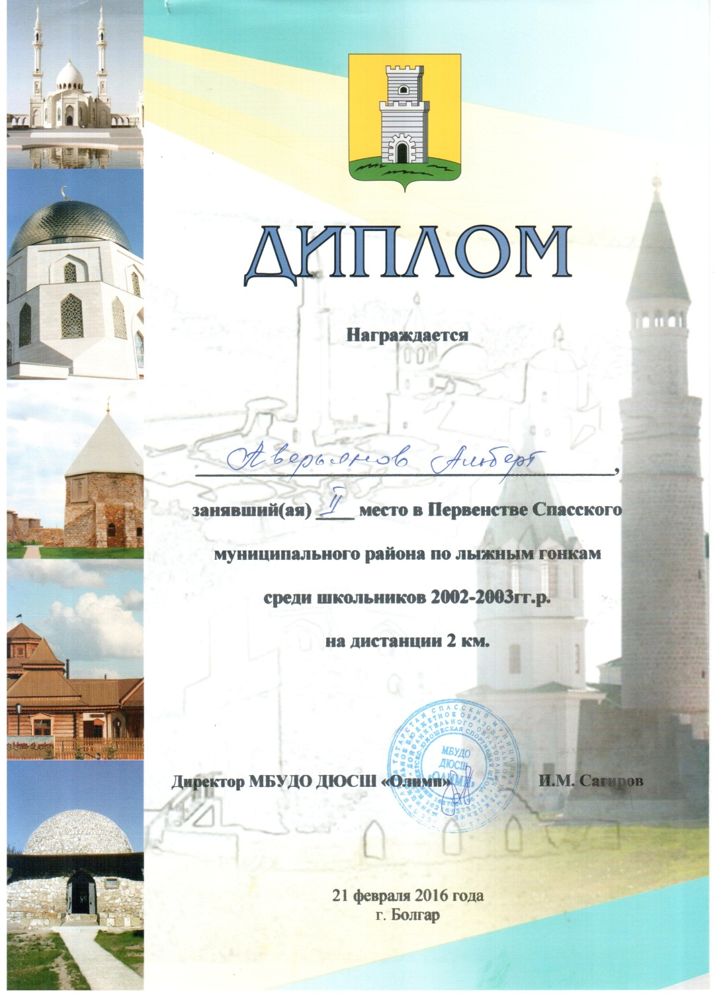 ДИПЛОМ
Награждается
Аверьянов Альберт,
занявший(ая) II место в Первенстве Спасского
муниципального района по лыжным гонкам
среди школьников 2002-2003гг.р.
на дистанции 2 км.
МБУДО
ДЮСШ
«ОЛИМП»
Директор МБУДО ДЮСШ «Олимп» И.М. Сагиров
21 февраля 2016 года
г. Болгар